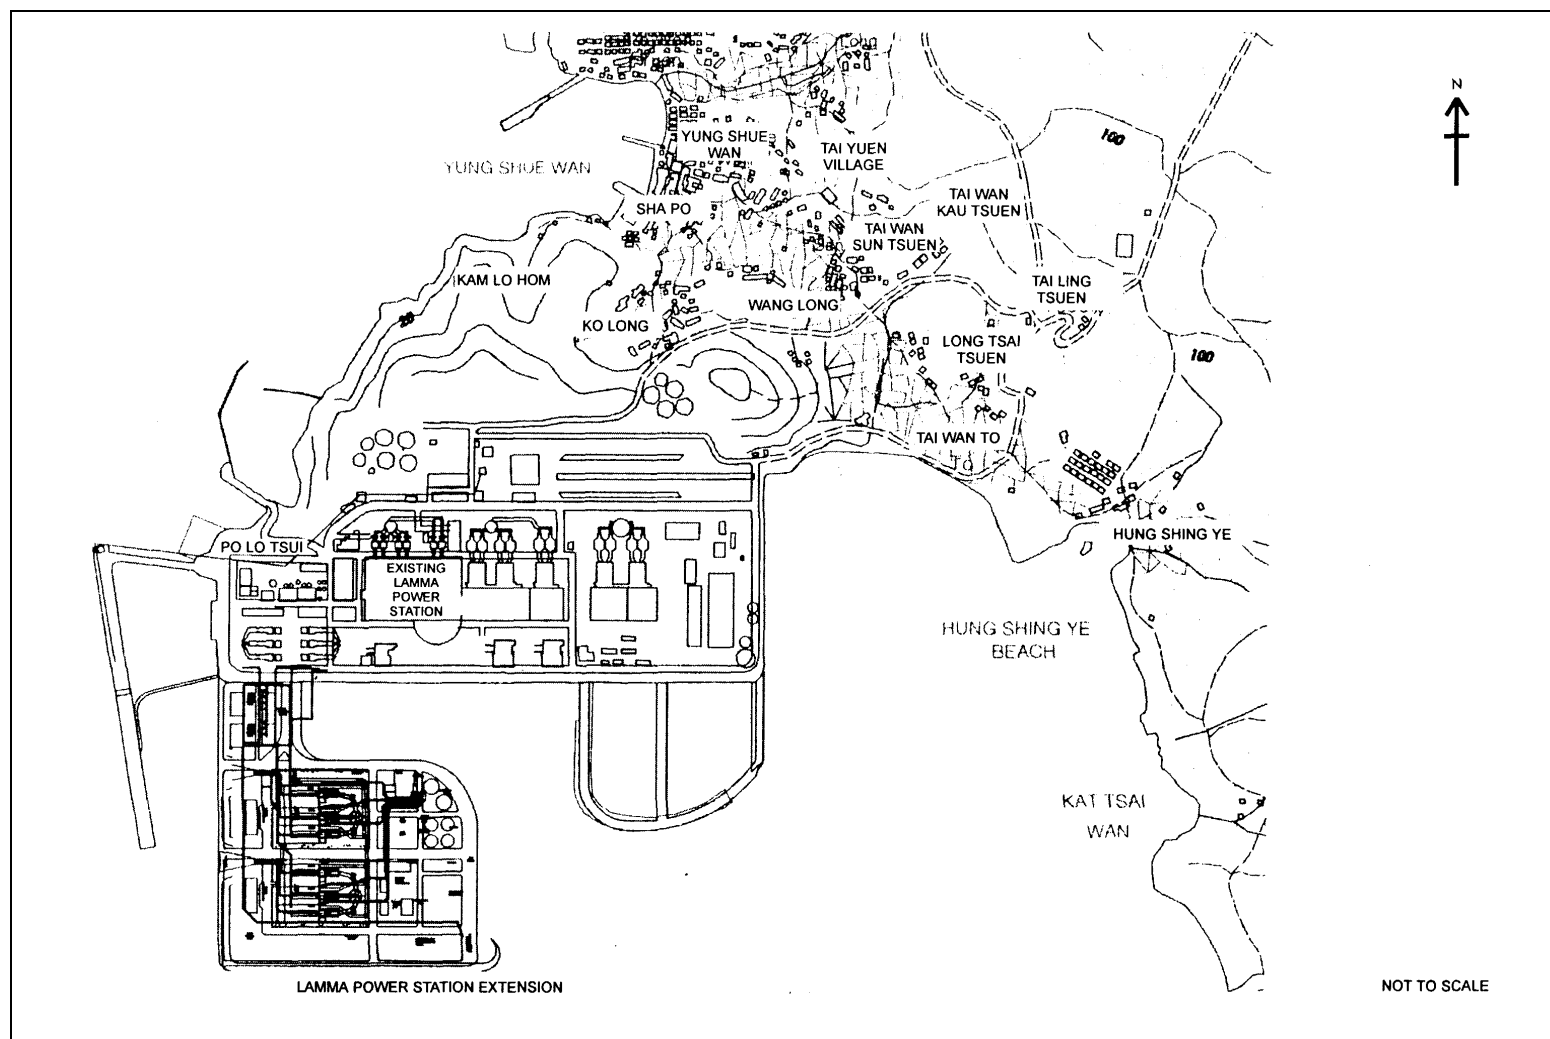 N
100
YUNG SHUE
WAN
TAI YUEN
VILLAGE
YUNG SHUE WAN
TAI WAN
KAU TSUEN
SHA PO
TAI WAN
SUN TSUEN
KAM LO HOM
TAI LING
TSUEN
WANG LONG
KO LONG
LONG TSAI
TSUEN
100
TAI WAN TO
HUNG SHING YE
PO LO TSUI
EXISTING
LAMMA
POWER
STATION
HUNG SHING YE
BEACH
KAT TSAI
WAN
LAMMA POWER STATION EXTENSION
NOT TO SCALE